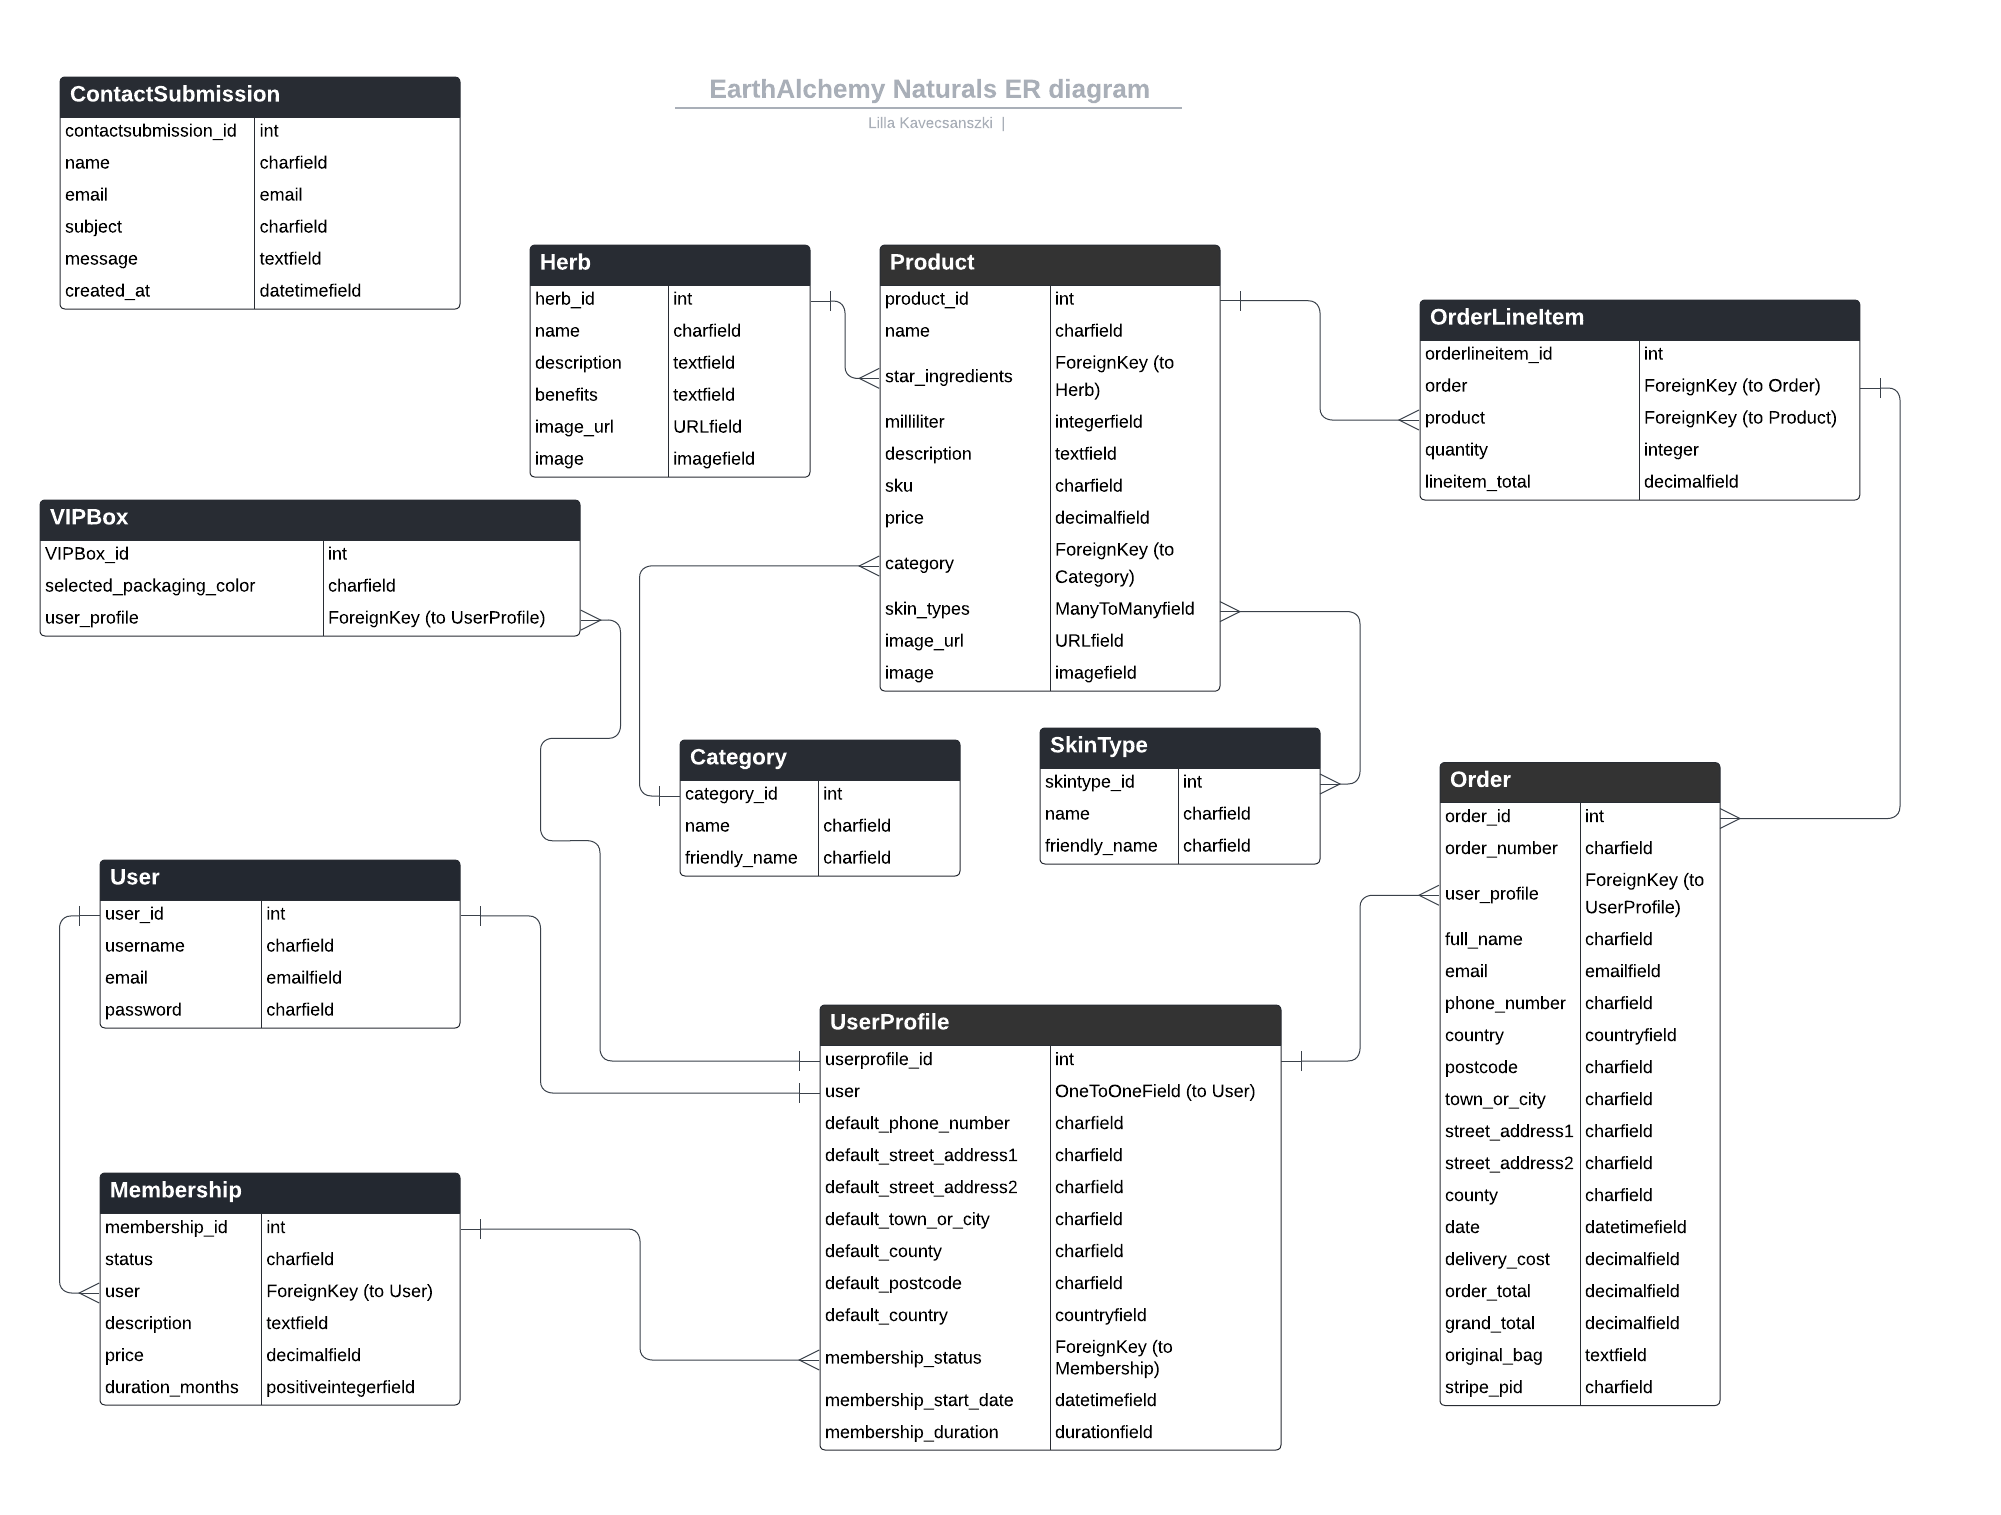 EarthAlchemy Naturals ER diagram
Lilla Kavecsanszki |
ContactSubmission
contactsubmission_id int
name charfield
email email
subject charfield
message textfield
created_at datetimefield
Herb
herb_id int
name charfield
description textfield
benefits textfield
image_url URLfield
image imagefield
Product
product_id int
name charfield
star_ingredients ForeignKey (to
Herb)
milliliter integerfield
description textfield
sku charfield
price decimalfield
category ForeignKey (to
Category)
skin_types ManyToManyfield
image_url URLfield
image imagefield
OrderLineItem
orderlineitem_id int
order ForeignKey (to Order)
product ForeignKey (to Product)
quantity integer
lineitem_total decimalfield
VIPBox
VIPBox_id int
selected_packaging_color charfield
user_profile ForeignKey (to UserProfile)
Category
category_id int
name charfield
friendly_name charfield
SkinType
skintype_id int
name charfield
friendly_name charfield
Order
order_id int
order_number charfield
user_profile ForeignKey (to
UserProfile)
full_name charfield
email emailfield
phone_number charfield
country countryfield
postcode charfield
town_or_city charfield
street_address1 charfield
street_address2 charfield
county charfield
date datetimefield
delivery_cost decimalfield
order_total decimalfield
grand_total decimalfield
original_bag textfield
stripe_pid charfield
User
user_id int
username charfield
email emailfield
password charfield
UserProfile
userprofile_id int
user OneToOneField (to User)
default_phone_number charfield
default_street_address1 charfield
default_street_address2 charfield
default_town_or_city charfield
default_county charfield
default_postcode charfield
default_country countryfield
membership_status ForeignKey (to
Membership)
membership_start_date datetimefield
membership_duration durationfield
Membership
membership_id int
status charfield
user ForeignKey (to User)
description textfield
price decimalfield
duration_months positiveintegerfield